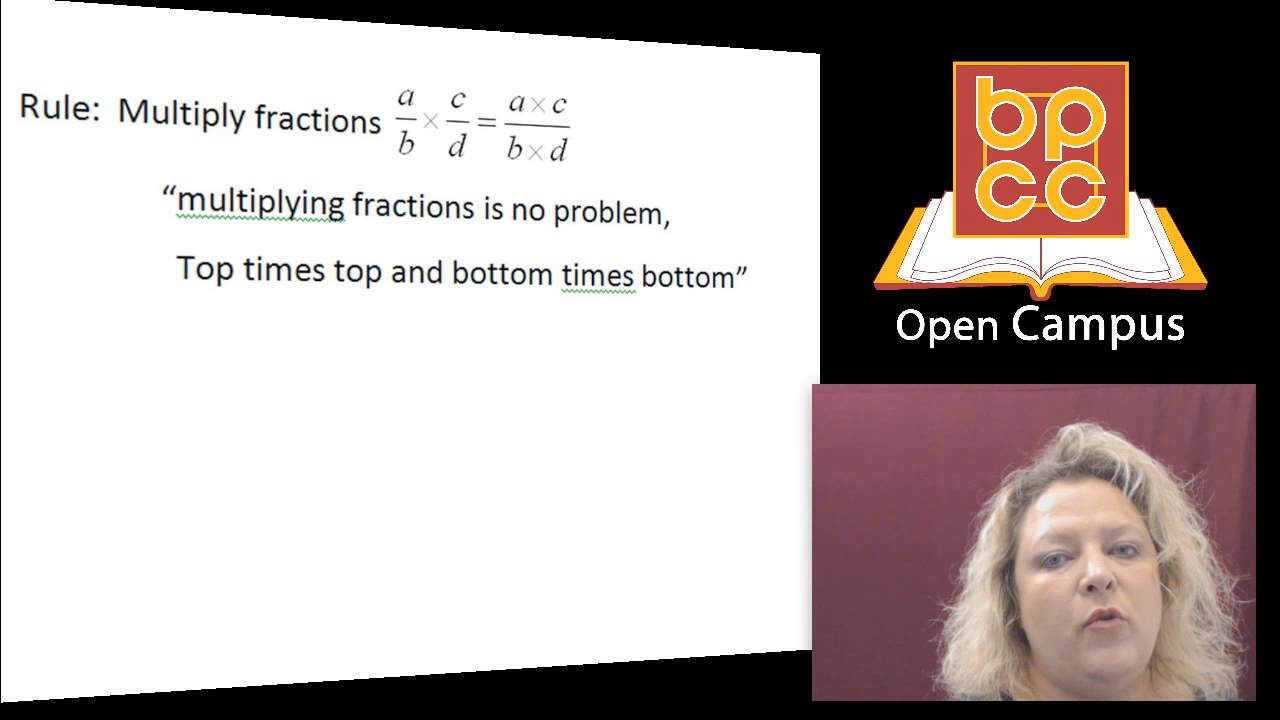 Rule: Multiply fractions a/b × c/d = a×c/b×d
“multiplying fractions is no problem,
Top times top and bottom times bottom”
bp
cc
Open Campus